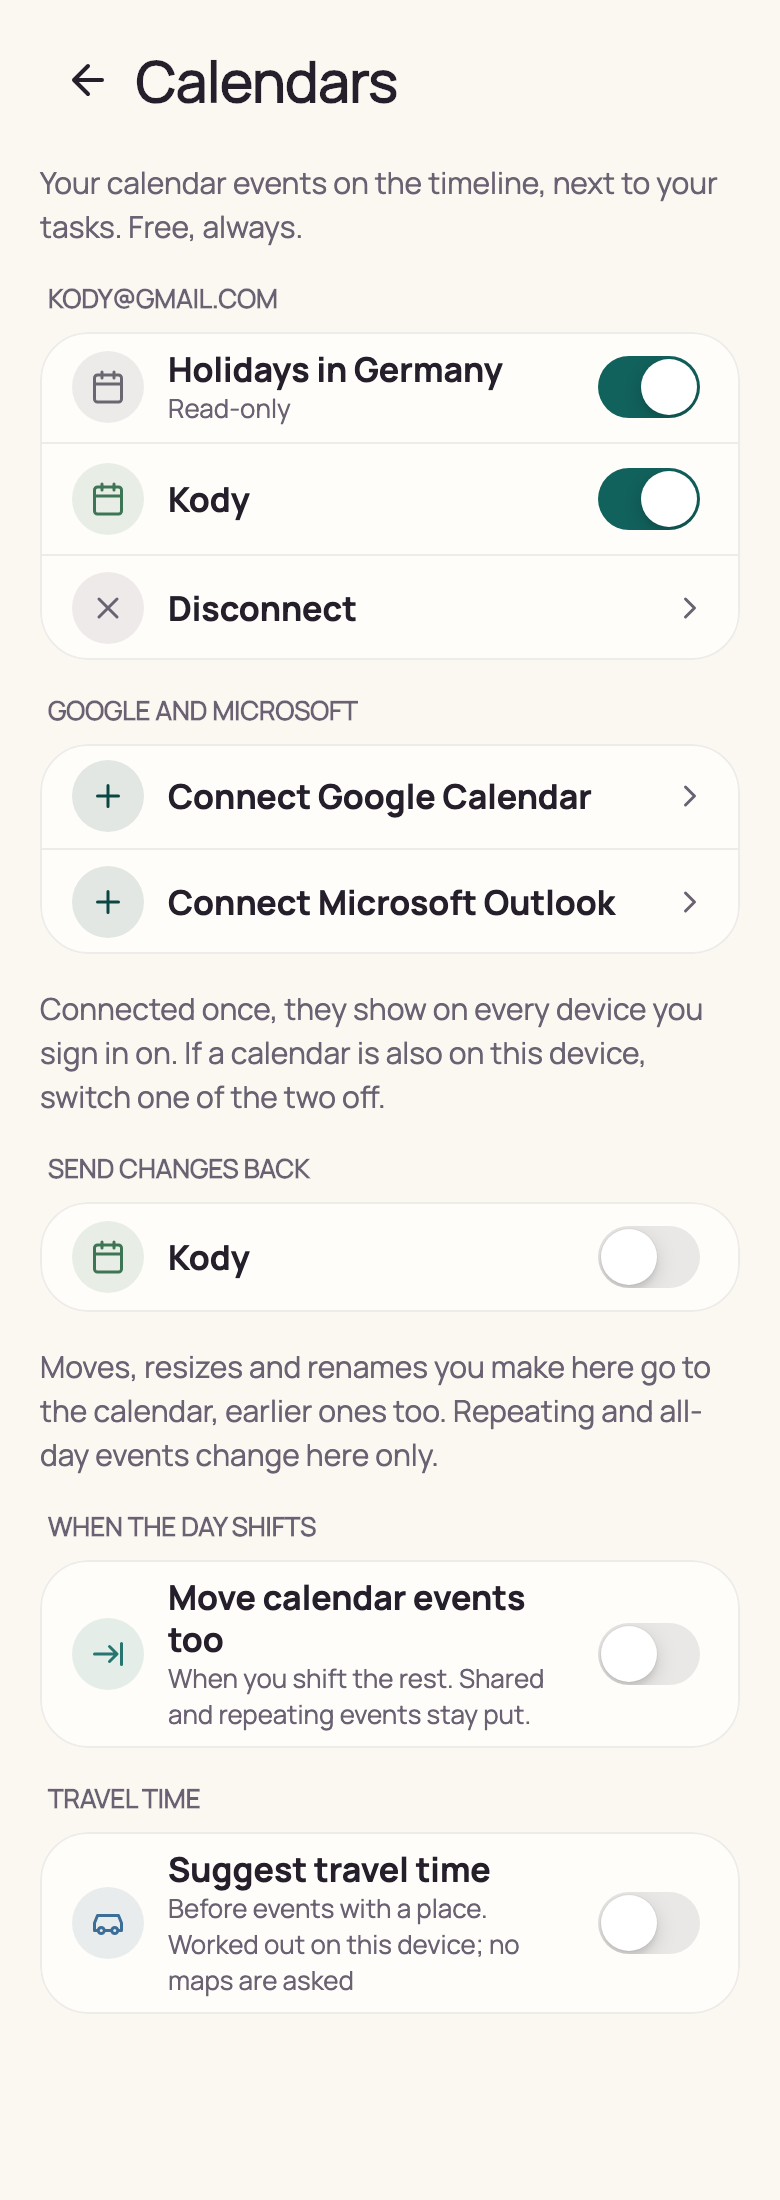 Calendars
Your calendar events on the timeline, next to your
tasks. Free, always.
KODY@GMAIL.COM
Holidays in Germany
Read-only
Kody
Disconnect
GOOGLE AND MICROSOFT
Connect Google Calendar
Connect Microsoft Outlook
Connected once, they show on every device you
sign in on. If a calendar is also on this device,
switch one of the two off.
SEND CHANGES BACK
Kody
Moves, resizes and renames you make here go to
the calendar, earlier ones too. Repeating and all-
day events change here only.
WHEN THE DAY SHIFTS
Move calendar events
too
When you shift the rest. Shared
and repeating events stay put.
TRAVEL TIME
Suggest travel time
Before events with a place.
Worked out on this device; no
maps are asked